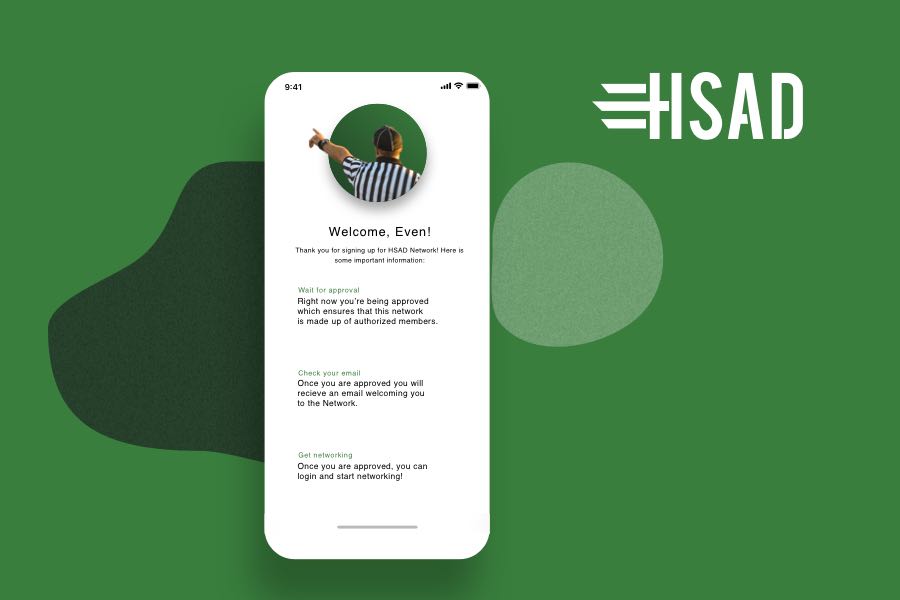 9:41
HSAD
Welcome, Even!
Thank you for signing up for HSAD Network! Here is
some important information:
Wait for approval
Right now you're being approved
which ensures that this network
is made up of authorized members.
Check your email
Once you are approved you will
recieve an email welcoming you
to the Network.
Get networking
Once you are approved, you can
login and start networking!